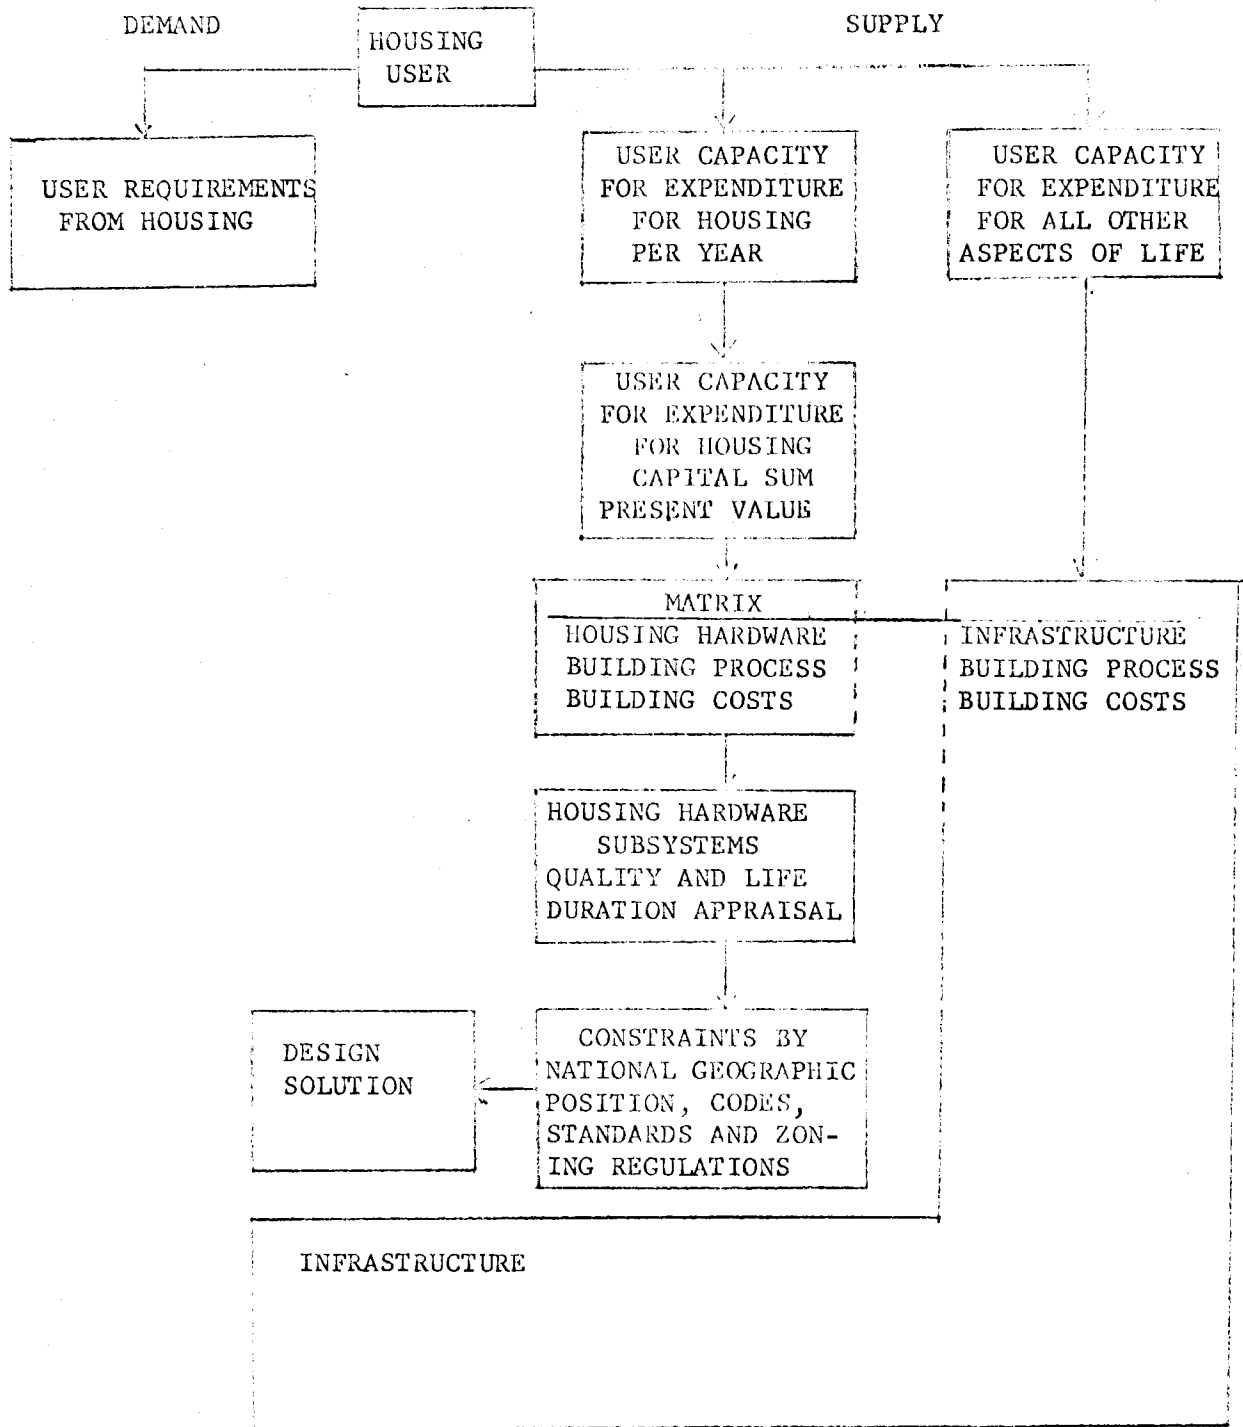 DEMAND
SUPPLY
HOUSING
USER
USER REQUIREMENTS
FROM HOUSING
USER CAPACITY
FOR EXPENDITURE
FOR HOUSING
PER YEAR
USER CAPACITY
FOR EXPENDITURE
FOR ALL OTHER
ASPECTS OF LIFE
USER CAPACITY
FOR EXPENDITURE
FOR HOUSING
CAPITAL SUM
PRESENT VALUE
MATRIX
HOUSING HARDWARE
BUILDING PROCESS
BUILDING COSTS
INFRASTRUCTURE
BUILDING PROCESS
BUILDING COSTS
HOUSING HARDWARE
SUBSYSTEMS
QUALITY AND LIFE
DURATION APPRAISAL
DESIGN
SOLUTION
CONSTRAINTS BY
NATIONAL GEOGRAPHIC
POSITION, CODES,
STANDARDS AND ZON-
ING REGULATIONS
INFRASTRUCTURE